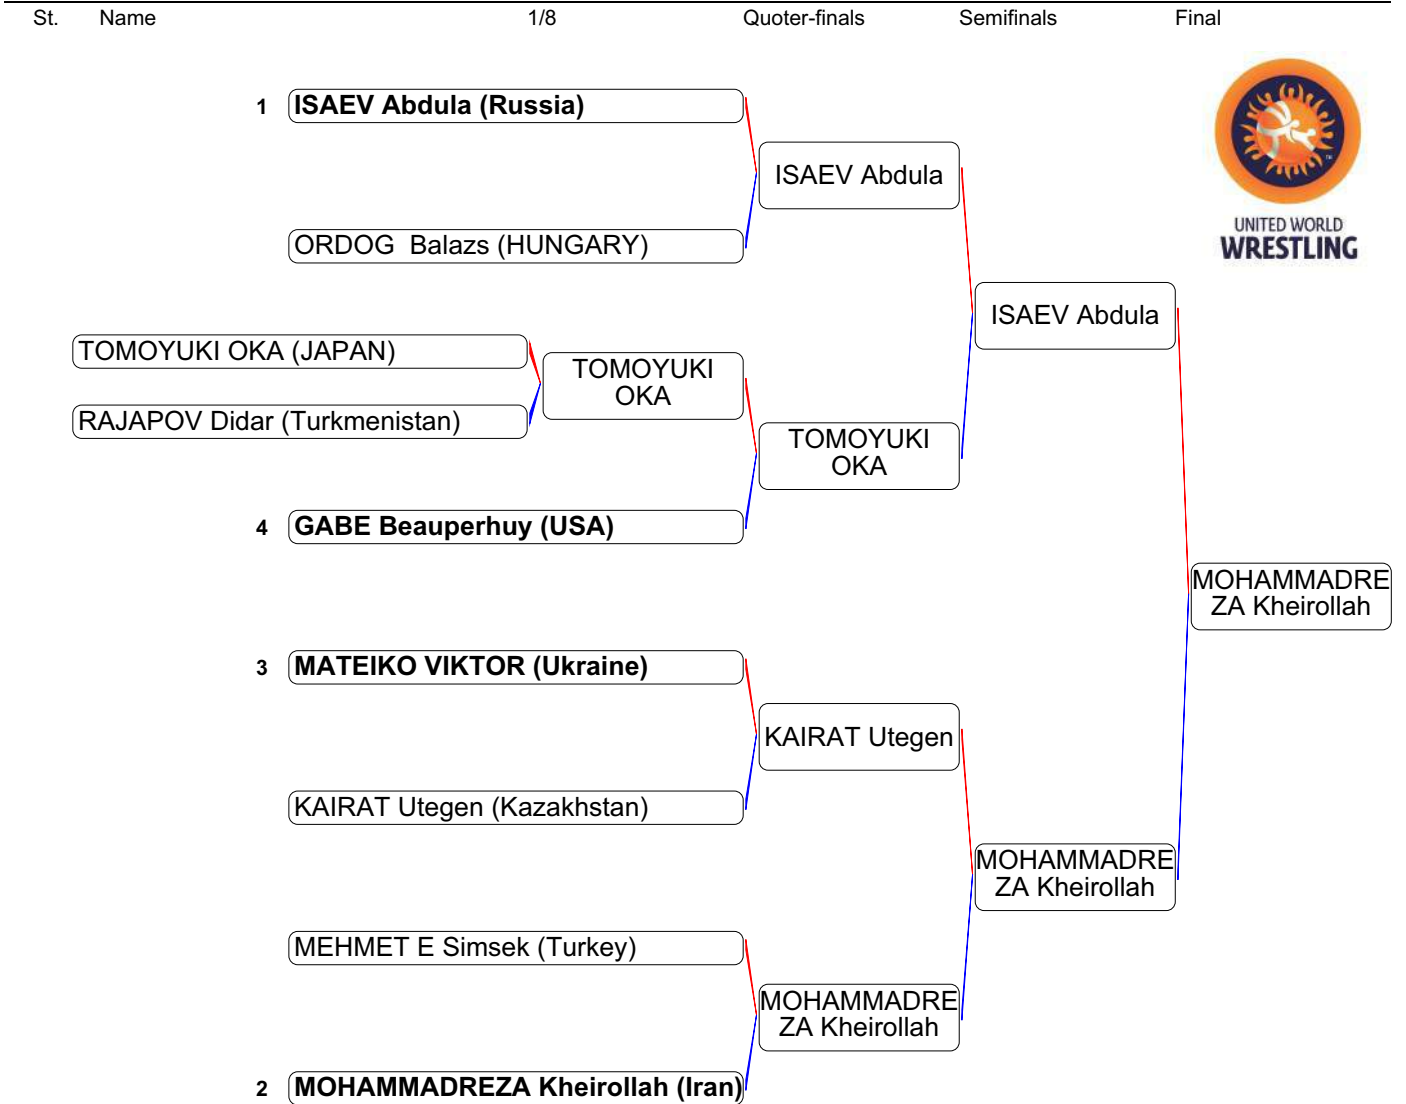 St. Name 1/8 Quoter-finals Semifinals Final
1 ISAEV Abdula (Russia)
ISAEV Abdula
UNITED WORLD
WRESTLING
ORDOG  Balazs (HUNGARY)
ISAEV Abdula
TOMOYUKI OKA (JAPAN)
TOMOYUKI
OKA
RAJAPOV Didar (Turkmenistan)
TOMOYUKI
OKA
4 GABE Beauperhuy (USA)
MOHAMMADRE
ZA Kheirollah
3 MATEIKO VIKTOR (Ukraine)
KAIRAT Utegen
KAIRAT Utegen (Kazakhstan)
MOHAMMADRE
ZA Kheirollah
MEHMET E Simsek (Turkey)
MOHAMMADRE
ZA Kheirollah
2 MOHAMMADREZA Kheirollah (Iran)